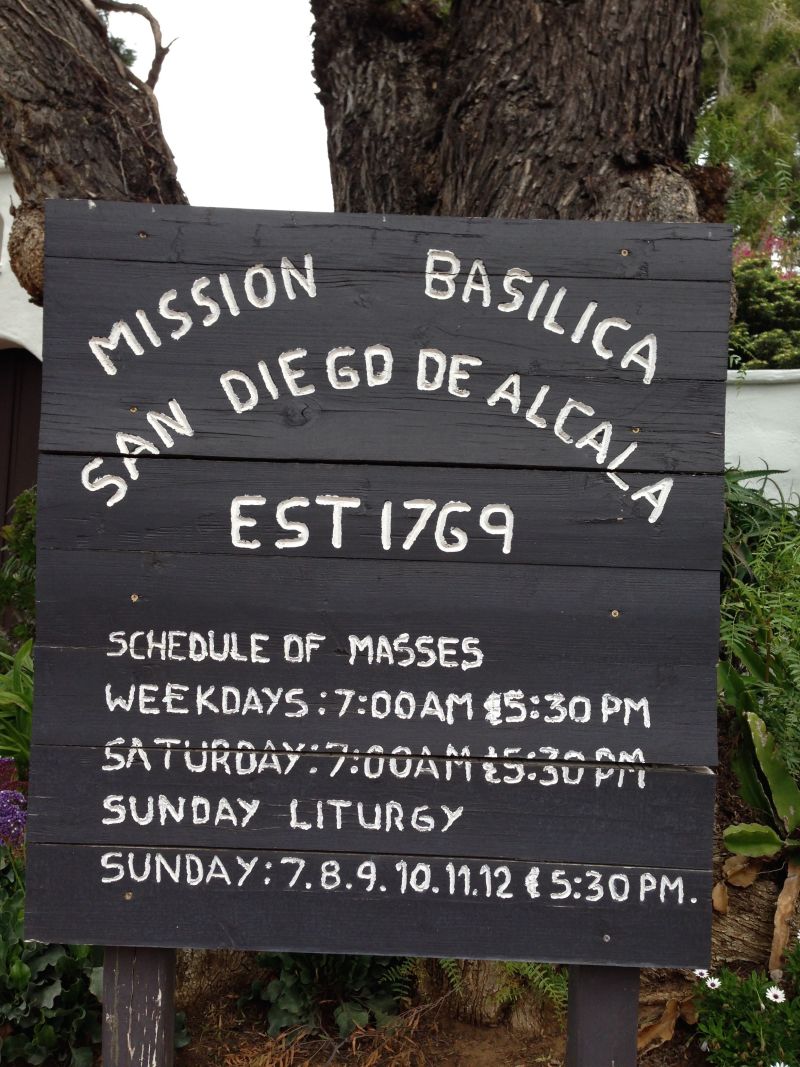 MISSION BASILICA
SAN DIEGO DE ALCALA
EST 1769
SCHEDULE OF MASSES
WEEKDAYS: 7:00AM & 5:30 PM
SATURDAY: 7:00AM & 5:30 PM
SUNDAY LITURGY
SUNDAY: 7.8.9.10.11.12 & 5:30 PM.